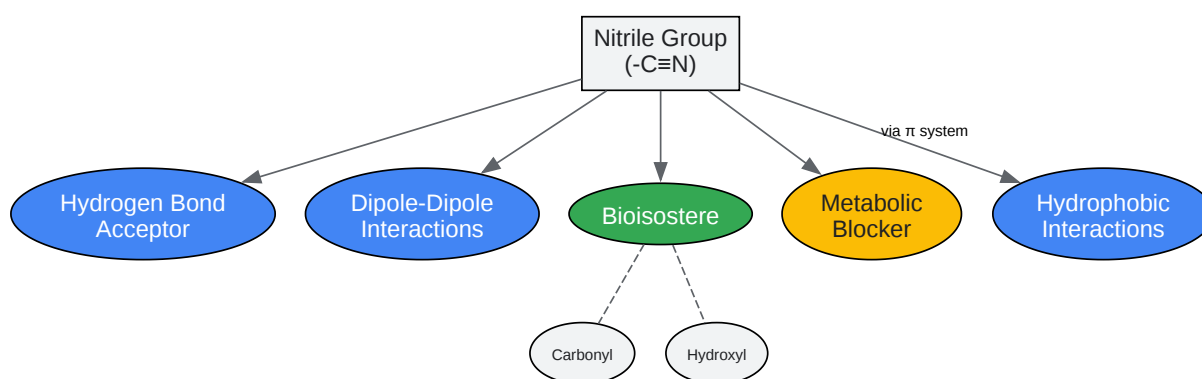 Nitrile Group
(-C≡N)
via π system
Hydrogen Bond
Acceptor
Dipole-Dipole
Interactions
Bioisostere
Metabolic
Blocker
Hydrophobic
Interactions
Carbonyl
Hydroxyl